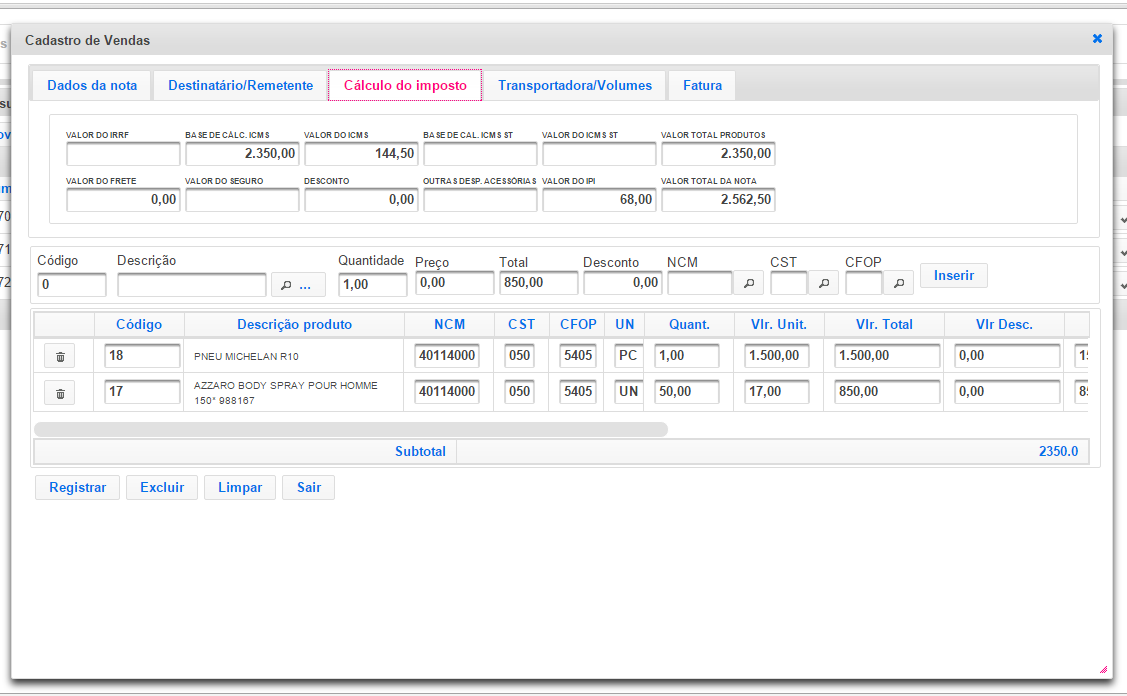 Cadastro de Vendas
Dados da nota Destinatário/Remetente Cálculo do imposto Transportadora/Volumes Fatura
VALOR DO IRRF BASE DE CÁLC. ICMS VALOR DO ICMS BASE DE CAL. ICMS ST VALOR DO ICMS ST VALOR TOTAL PRODUTOS
2.350,00 144,50 2.350,00
VALOR DO FRETE VALOR DO SEGURO DESCONTO OUTRAS DESP. ACESSÓRIAS VALOR DO IPI VALOR TOTAL DA NOTA
0,00 0,00 68,00 2.562,50
Código Descrição Quantidade Preço Total Desconto NCM CST CFOP
0 ... 1,00 0,00 850,00 0,00 Inserir
Código Descrição produto NCM CST CFOP UN Quant. Vlr. Unit. Vlr. Total Vlr Desc.
18 PNEU MICHELAN R10 40114000 050 5405 PC 1,00 1.500,00 1.500,00 0,00
17 AZZARO BODY SPRAY POUR HOMME 40114000 050 5405 UN 50,00 17,00 850,00 0,00
150° 988167
Subtotal 2350.0
Registrar Excluir Limpar Sair